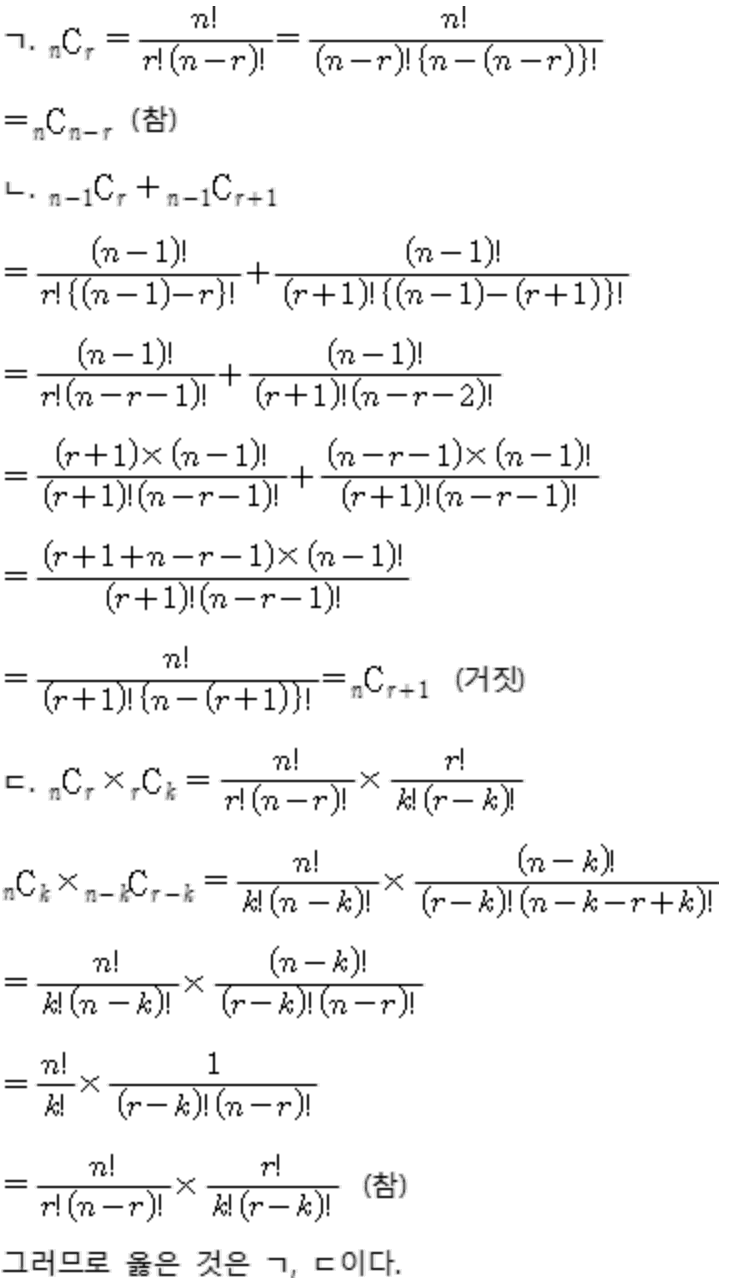 ㄱ. ₙCᵣ = n!/(r!(n-r)!) = n!/((n-r)!{n-(n-r)}!)
= ₙCₙ₋ᵣ (참)
ㄴ. ₙ₋₁Cᵣ + ₙ₋₁Cᵣ₊₁
= (n-1)!/(r!{(n-1)-r}!) + (n-1)!/((r+1)!{(n-1)-(r+1)}!)
= (n-1)!/(r!(n-r-1)!) + (n-1)!/((r+1)!(n-r-2)!)
= ((r+1)×(n-1)!)/((r+1)!(n-r-1)!) + ((n-r-1)×(n-1)!)/((r+1)!(n-r-1)!)
= ((r+1+n-r-1)×(n-1)!)/((r+1)!(n-r-1)!)
= n!/((r+1)!{n-(r+1)}!) = ₙCᵣ₊₁ (거짓)
ㄷ. ₙCᵣ × ᵣCₖ = n!/(r!(n-r)!) × r!/(k!(r-k)!)
ₙCₖ × ₙ₋ₖCᵣ₋ₖ = n!/(k!(n-k)!) × (n-k)!/((r-k)!(n-k-r+k)!)
= n!/(k!(n-k)!) × (n-k)!/((r-k)!(n-r)!)
= n!/k! × 1/((r-k)!(n-r)!)
= n!/(r!(n-r)!) × r!/(k!(r-k)!) (참)
그러므로 옳은 것은 ㄱ, ㄷ이다.